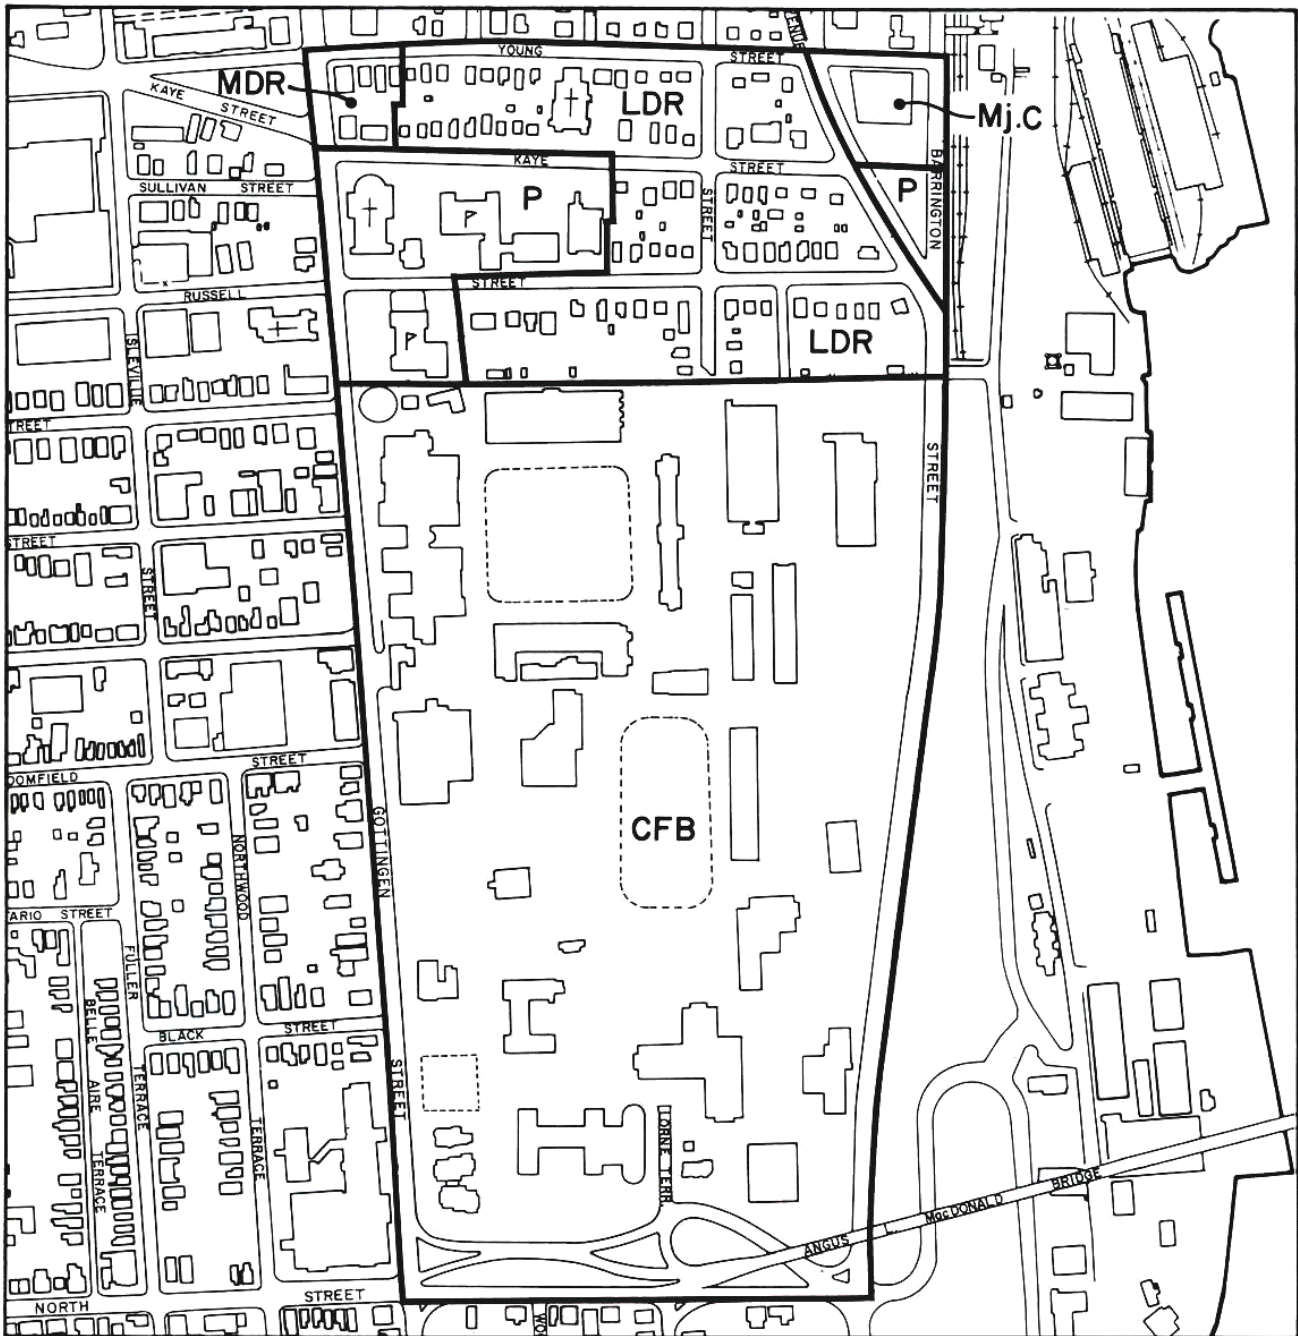 YOUNG
STREET
MDR
LDR
Mj.C
KAYE
STREET
KAYE
STREET
SULLIVAN STREET
P
P
P
BARRINGTON
STREET
STREET
RUSSELL
P
LDR
ISLEVILLE
STREET
STREET
STREET
STREET
CFB
GOTTINGEN
STREET
NORTHWOOD
STREET
FULLER
BELLE
AIRE
TERRACE
TERRACE
BLACK
STREET
STREET
TERRACE
LORNE TERR.
ANGUS L. MacDONALD BRIDGE
NORTH
STREET